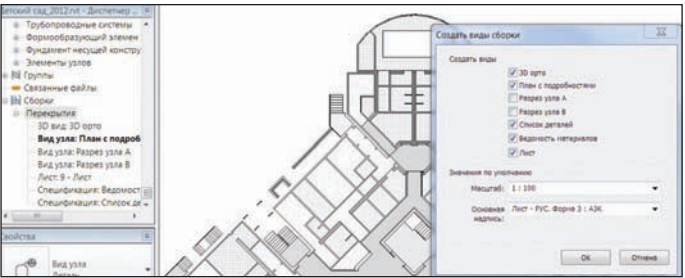 Детский сад_2012.rvt - Диспетчер ...
Трубопроводные системы
Формообразующий элемен
Фундамент несущей констру
Элементы узлов
Группы
Связанные файлы
Сборки
Перекрытия
3D вид: 3D орто
Вид узла: План с подроб
Вид узла: Разрез узла A
Вид узла: Разрез узла B
Лист: 9 - Лист
Спецификация: Ведомост
Спецификация: Список де
Свойства
Вид узла
Деталь
Создать виды сборки
Создать виды
3D орто
План с подробностями
Разрез узла A
Разрез узла B
Список деталей
Ведомость материалов
Лист
Значения по умолчанию
Масштаб: 1 : 100
Основная надпись: Лист - РУС. Форма 3 : А3К
OK Отмена